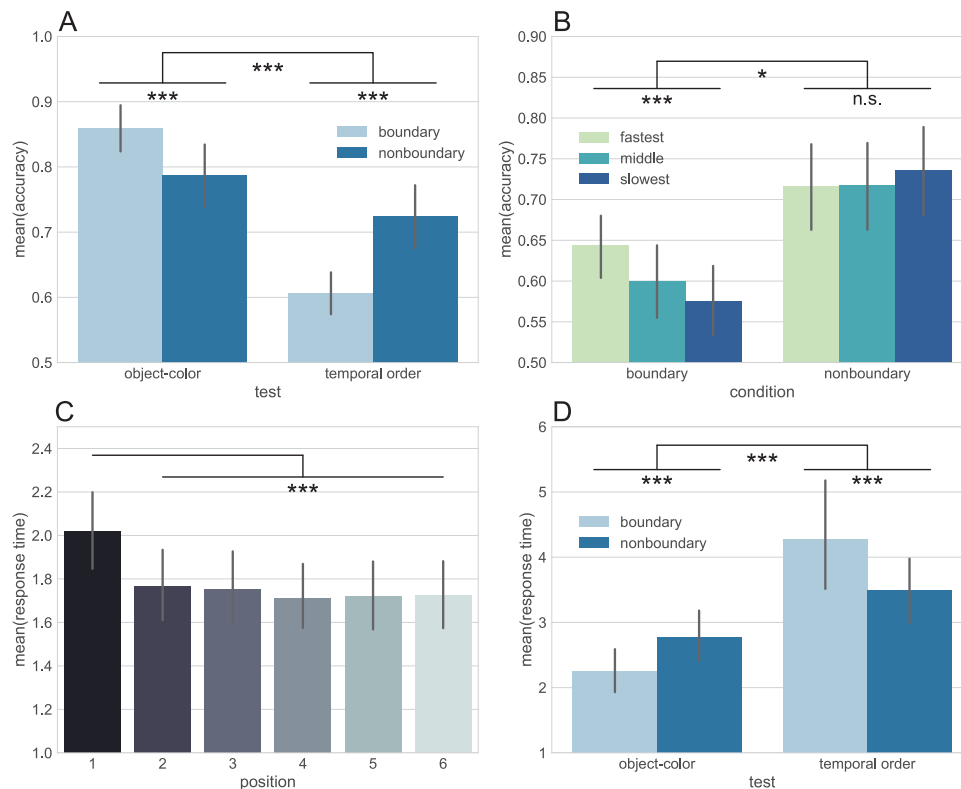 A
mean(accuracy)
1.0
0.9
0.8
0.7
0.6
0.5
***
***
***
boundary
nonboundary
object-color
temporal order
test
B
mean(accuracy)
0.90
0.85
0.80
0.75
0.70
0.65
0.60
0.55
0.50
*
***
n.s.
fastest
middle
slowest
boundary
nonboundary
condition
C
mean(response time)
2.4
2.2
2.0
1.8
1.6
1.4
1.2
1.0
***
1 2 3 4 5 6
position
D
mean(response time)
6
5
4
3
2
1
***
***
***
boundary
nonboundary
object-color
temporal order
test